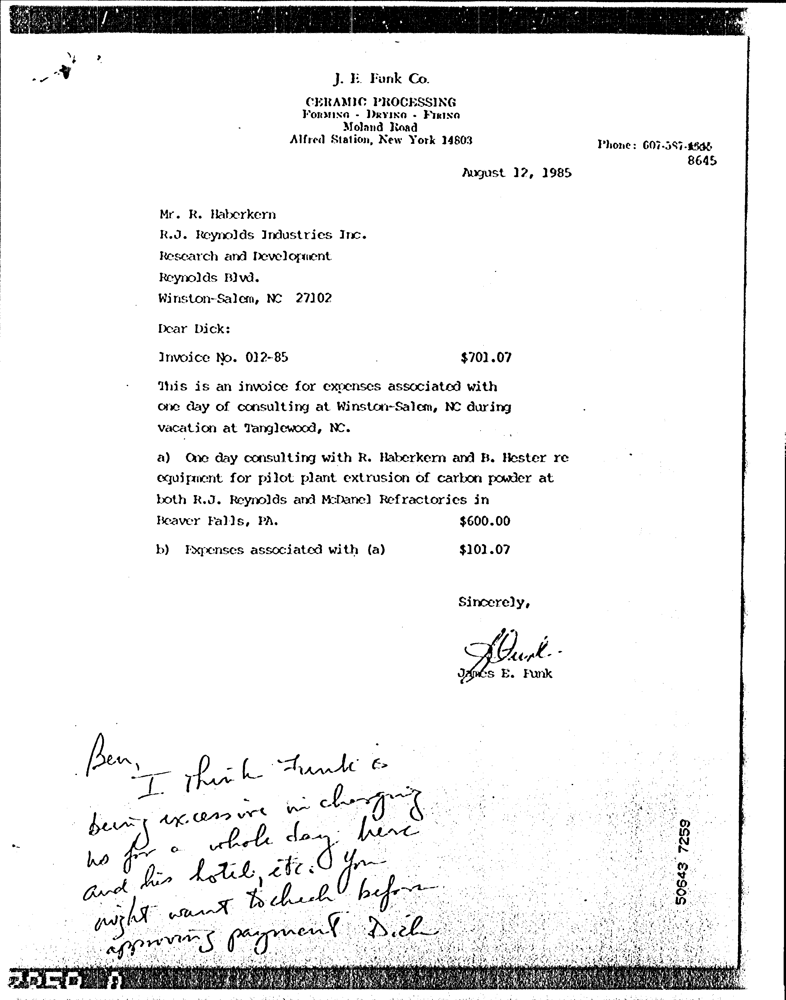 J. E. Funk Co.
CERAMIC PROCESSING
FORMING - DRYING - FIRING
Moland Road
Alfred Station, New York 14803
Phone: 607-587-
8645
August 12, 1985
Mr. R. Haberkern
R.J. Reynolds Industries Inc.
Research and Development
Reynolds Blvd.
Winston-Salem, NC 27102
Dear Dick:
Invoice No. 012-85 $701.07
This is an invoice for expenses associated with
one day of consulting at Winston-Salem, NC during
vacation at Tanglewood, NC.
a) One day consulting with R. Haberkern and B. Hester re
equipment for pilot plant extrusion of carbon powder at
both R.J. Reynolds and McDanel Refractories in
Beaver Falls, PA. $600.00
b) Expenses associated with (a) $101.07
Sincerely,
J Funk
James E. Funk
Ben,
I think Funk is
being excessive in charging
us for a whole day here
and his hotel, etc. You
might want to check before
approving payment Dick
50643 7259